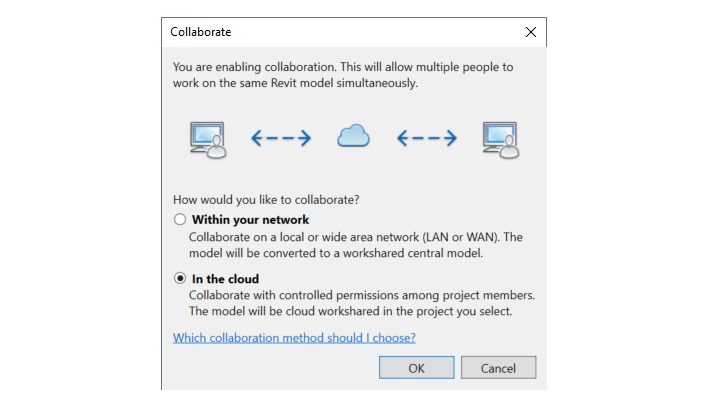 Collaborate
You are enabling collaboration. This will allow multiple people to
work on the same Revit model simultaneously.
How would you like to collaborate?
Within your network
Collaborate on a local or wide area network (LAN or WAN). The
model will be converted to a workshared central model.
In the cloud
Collaborate with controlled permissions among project members.
The model will be cloud workshared in the project you select.
Which collaboration method should I choose?
OK
Cancel